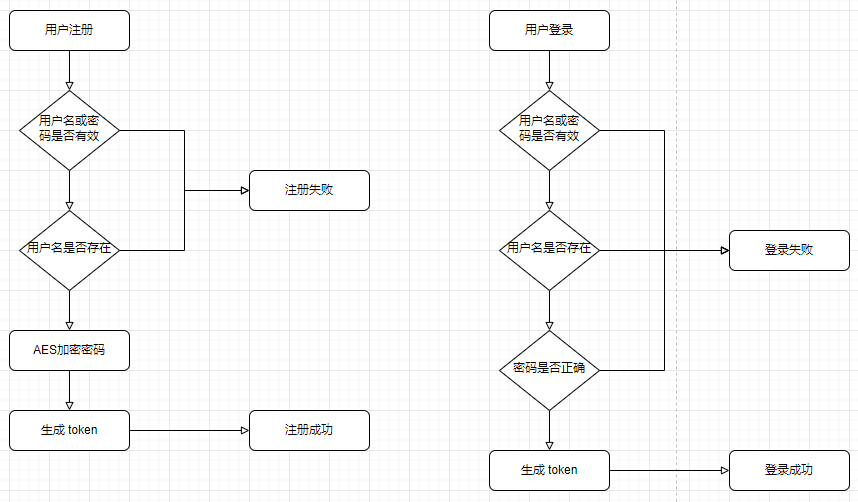 用户注册
用户名或密
码是否有效
注册失败
用户名是否存在
AES加密密码
生成 token
注册成功
用户登录
用户名或密
码是否有效
用户名是否存在
登录失败
密码是否正确
生成 token
登录成功